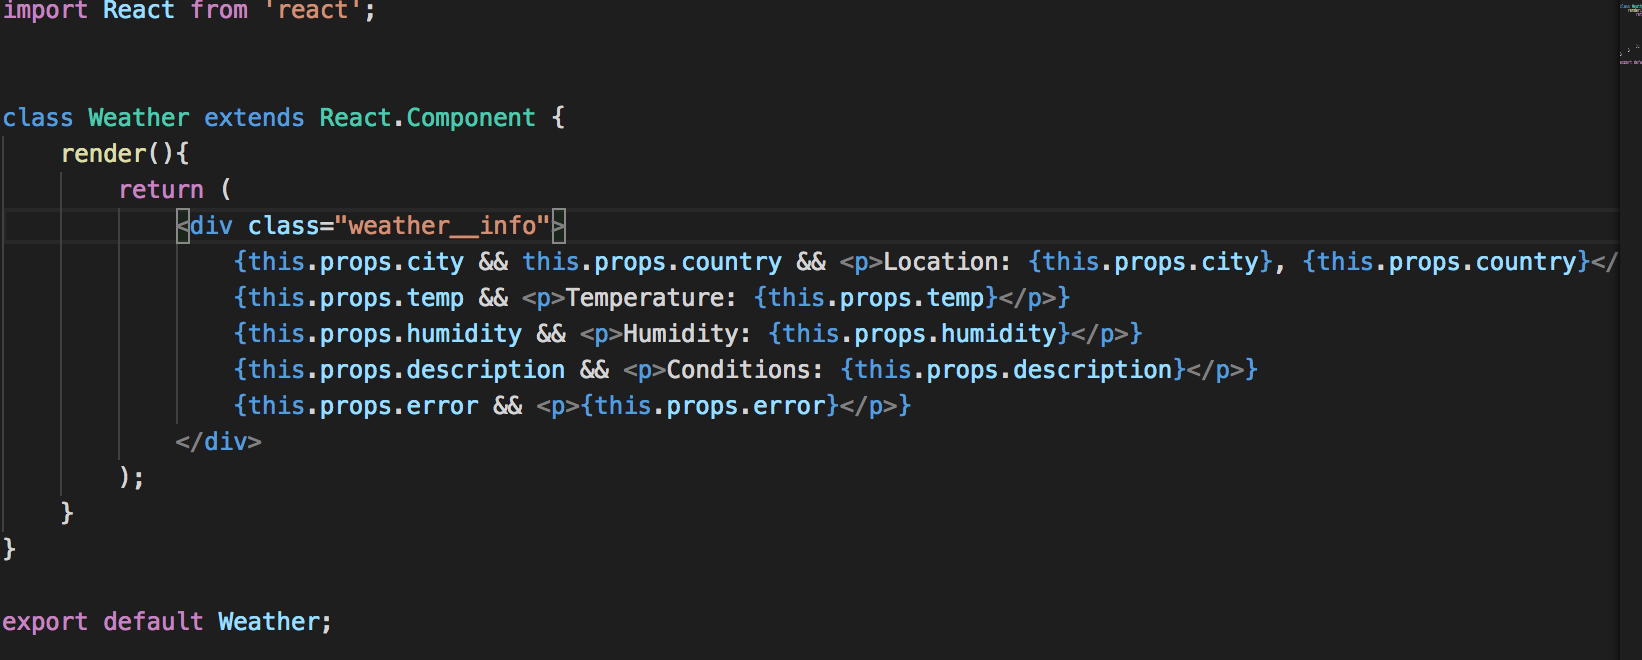 import React from 'react';
class Weather extends React.Component {
render(){
return (
<div class="weather__info">
{this.props.city && this.props.country && <p>Location: {this.props.city}, {this.props.country}</
{this.props.temp && <p>Temperature: {this.props.temp}</p>}
{this.props.humidity && <p>Humidity: {this.props.humidity}</p>}
{this.props.description && <p>Conditions: {this.props.description}</p>}
{this.props.error && <p>{this.props.error}</p>}
</div>
);
}
}
export default Weather;